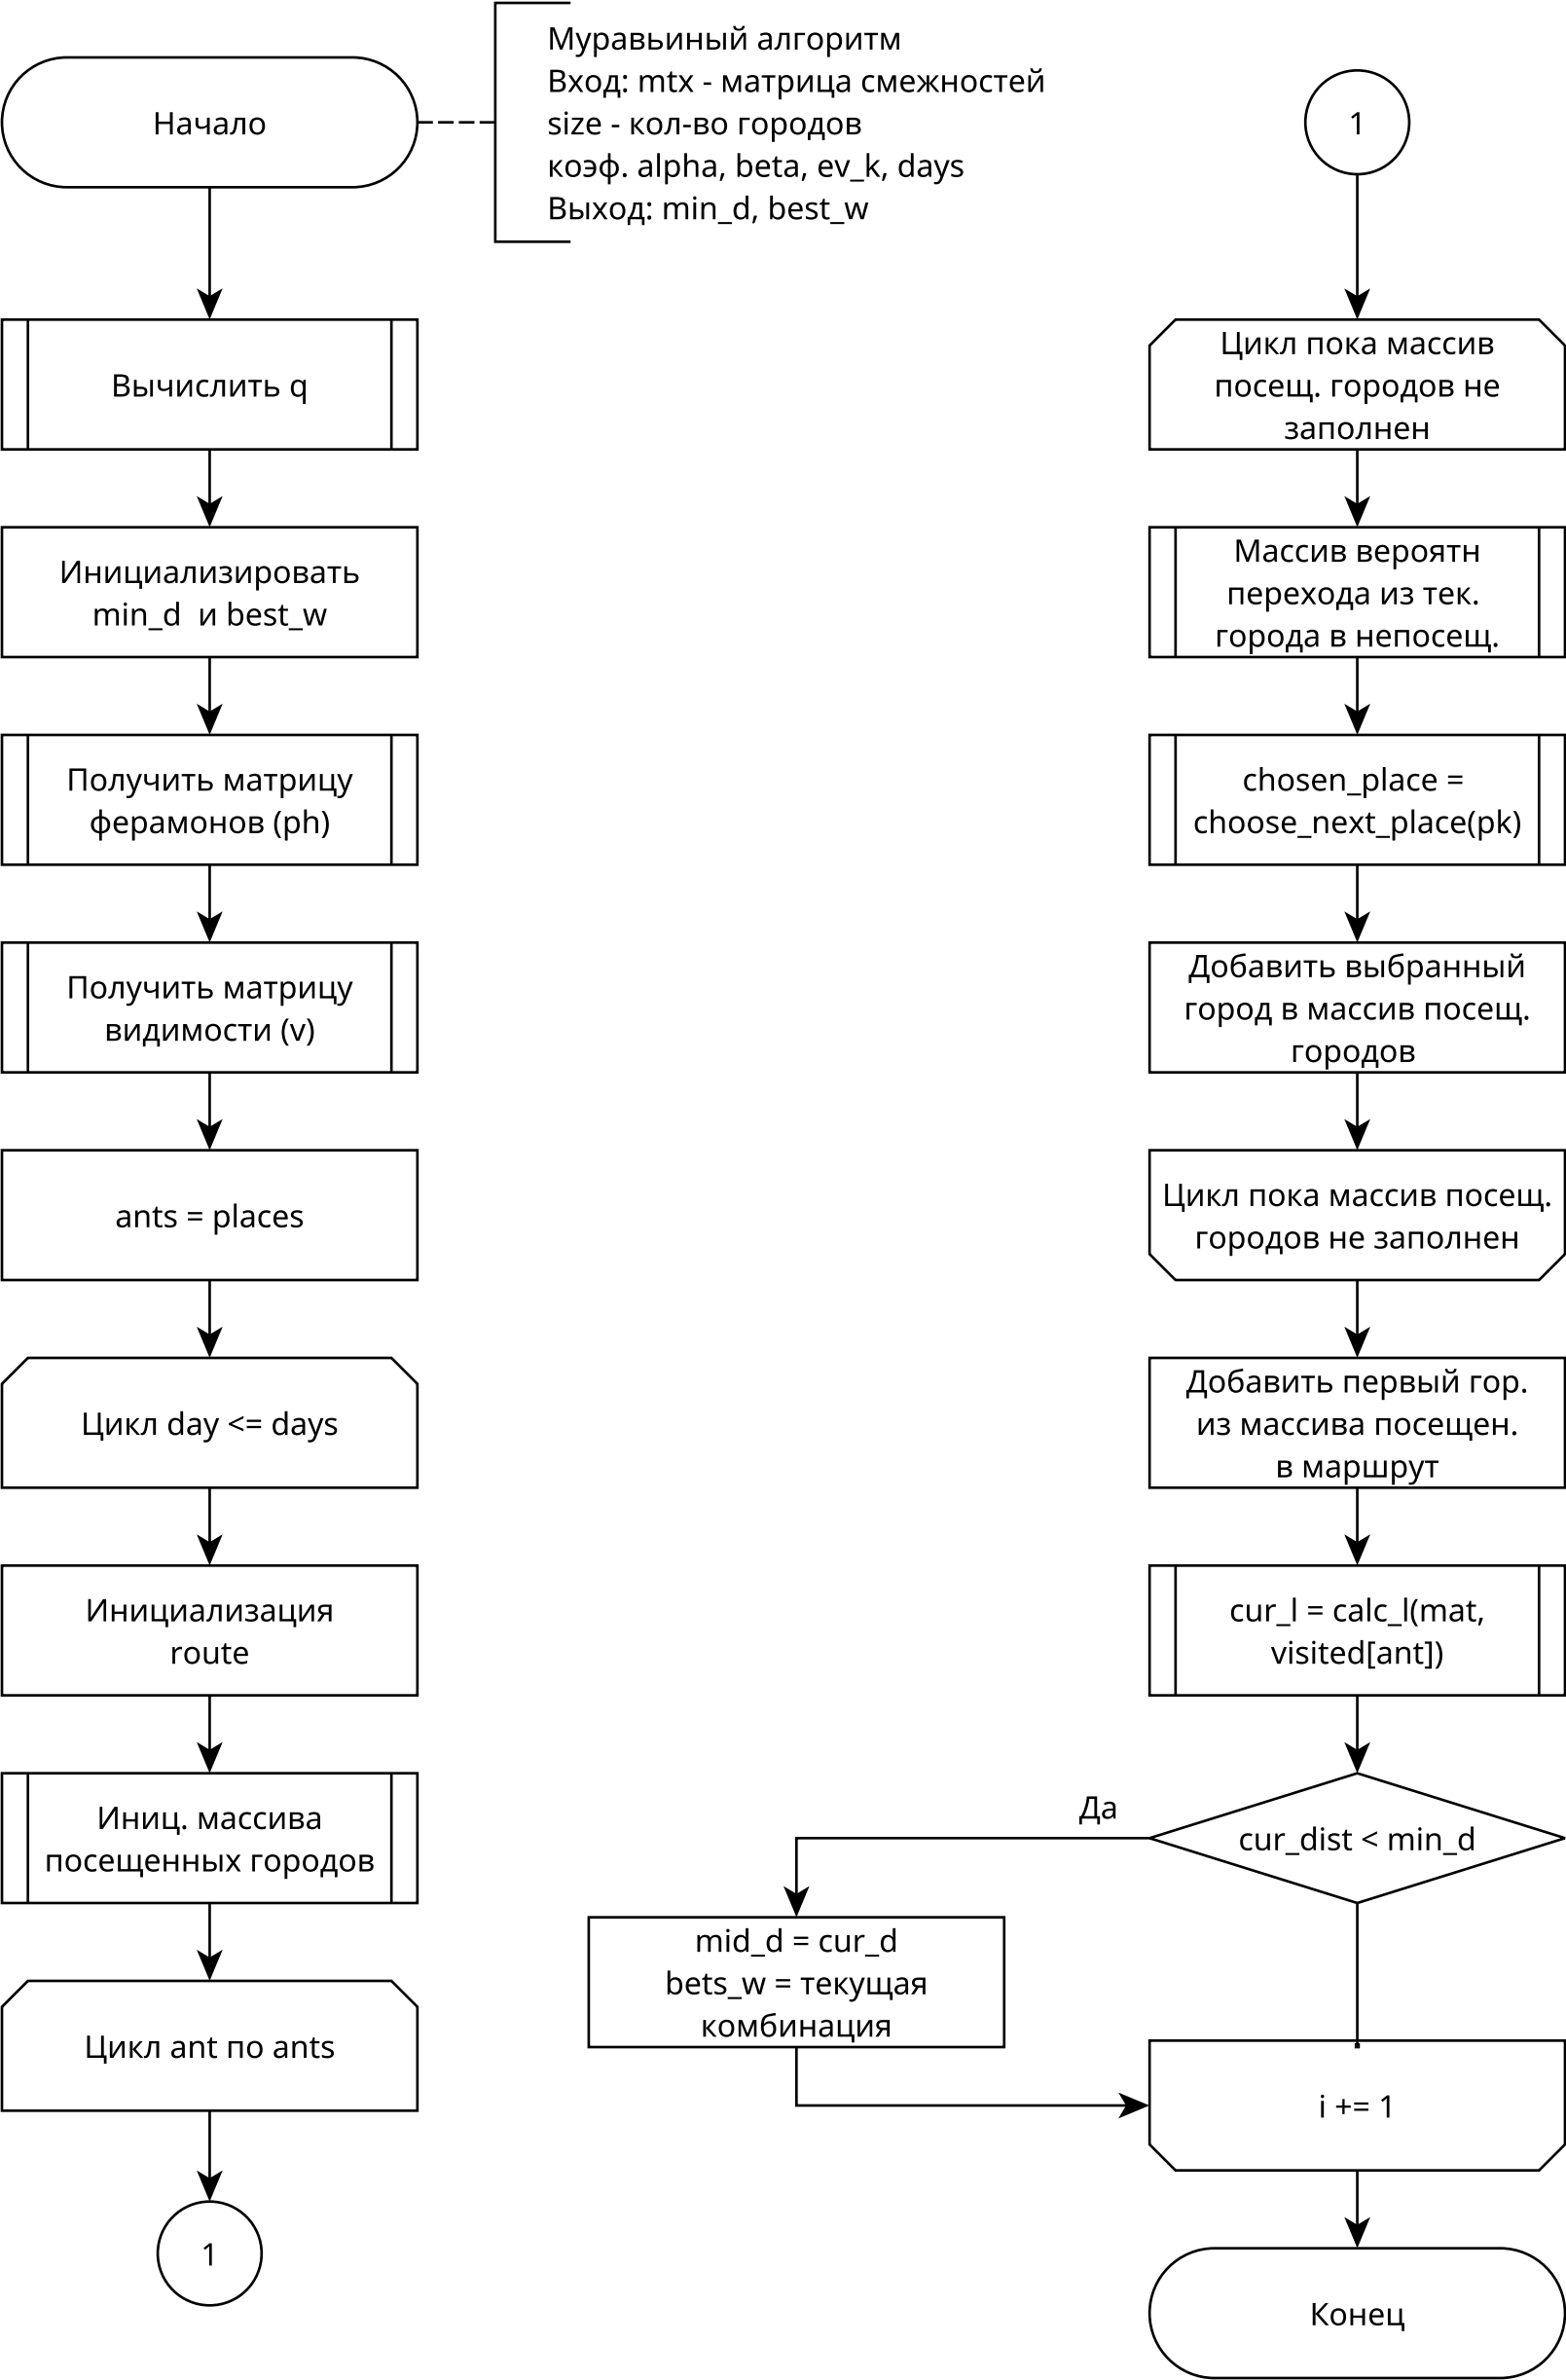 Начало
Муравьиный алгоритм
Вход: mtx - матрица смежностей
size - кол-во городов
коэф. alpha, beta, ev_k, days
Выход: min_d, best_w
Вычислить q
Инициализировать
min_d  и best_w
Получить матрицу
ферамонов (ph)
Получить матрицу
видимости (v)
ants = places
Цикл day <= days
Инициализация
route
Иниц. массива
посещенных городов
Цикл ant по ants
1
1
Цикл пока массив
посещ. городов не
заполнен
Массив вероятн
перехода из тек.
города в непосещ.
chosen_place =
choose_next_place(pk)
Добавить выбранный
город в массив посещ.
городов
Цикл пока массив посещ.
городов не заполнен
Добавить первый гор.
из массива посещен.
в маршрут
cur_l = calc_l(mat,
visited[ant])
cur_dist < min_d
Да
mid_d = cur_d
bets_w = текущая
комбинация
i += 1
Конец